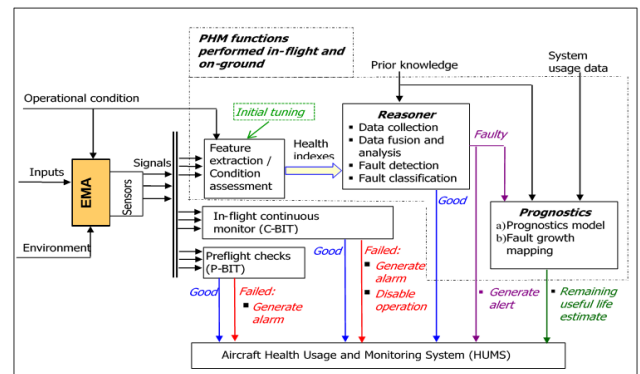 PHM functions
performed in-flight and
on-ground
Prior knowledge
System
usage data
Operational condition
Initial tuning
Feature
extraction /
Condition
assessment
Health
indexes
Reasoner
▪ Data collection
▪ Data fusion and
analysis
▪ Fault detection
▪ Fault classification
Faulty
Good
Inputs
EMA
Sensors
Signals
Environment
In-flight continuous
monitor (C-BIT)
Preflight checks
(P-BIT)
Prognostics
a)Prognostics model
b)Fault growth
mapping
Good
Failed:
▪ Generate
alarm
Good
Failed:
▪ Generate
alarm
▪ Disable
operation
▪ Generate
alert
▪ Remaining
useful life
estimate
Aircraft Health Usage and Monitoring System (HUMS)